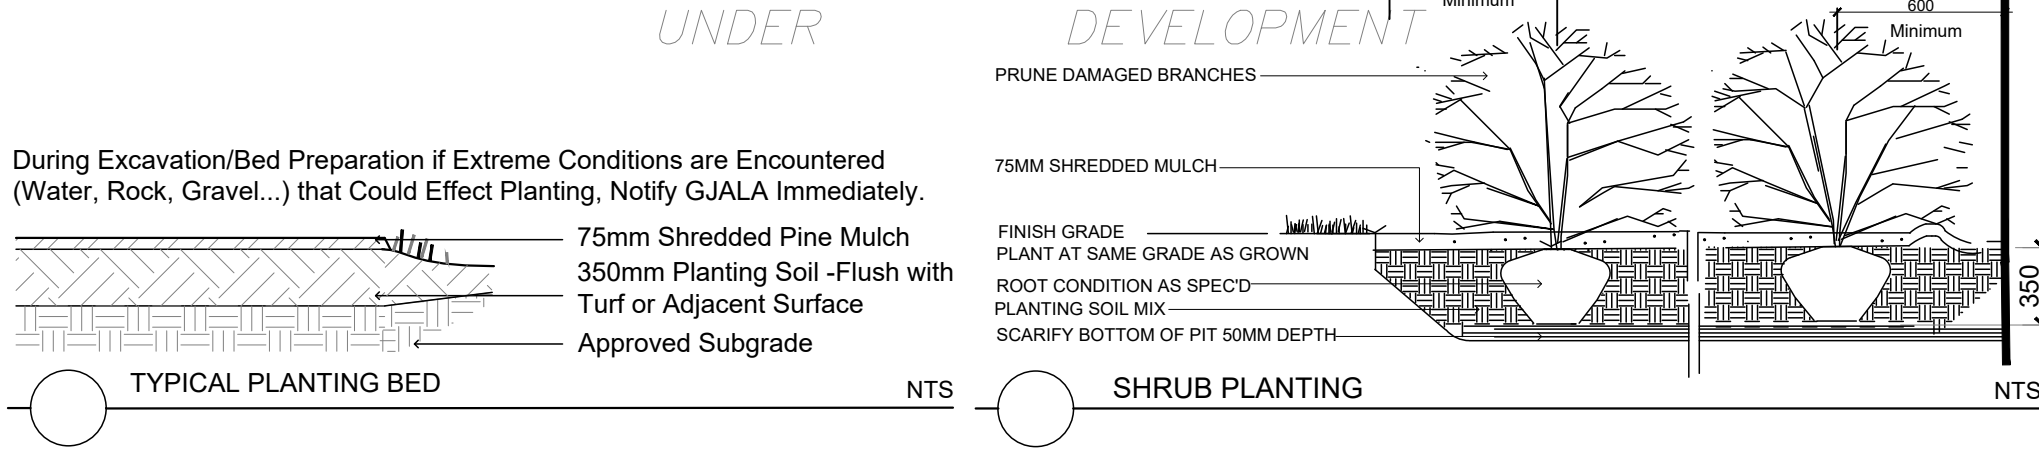 UNDER
DEVELOPMENT
During Excavation/Bed Preparation if Extreme Conditions are Encountered
(Water, Rock, Gravel...) that Could Effect Planting, Notify GJALA Immediately.
75mm Shredded Pine Mulch
350mm Planting Soil -Flush with
Turf or Adjacent Surface
Approved Subgrade
TYPICAL PLANTING BED
NTS
Minimum
600
Minimum
PRUNE DAMAGED BRANCHES
75MM SHREDDED MULCH
FINISH GRADE
PLANT AT SAME GRADE AS GROWN
ROOT CONDITION AS SPEC'D
PLANTING SOIL MIX
SCARIFY BOTTOM OF PIT 50MM DEPTH
350
SHRUB PLANTING
NTS